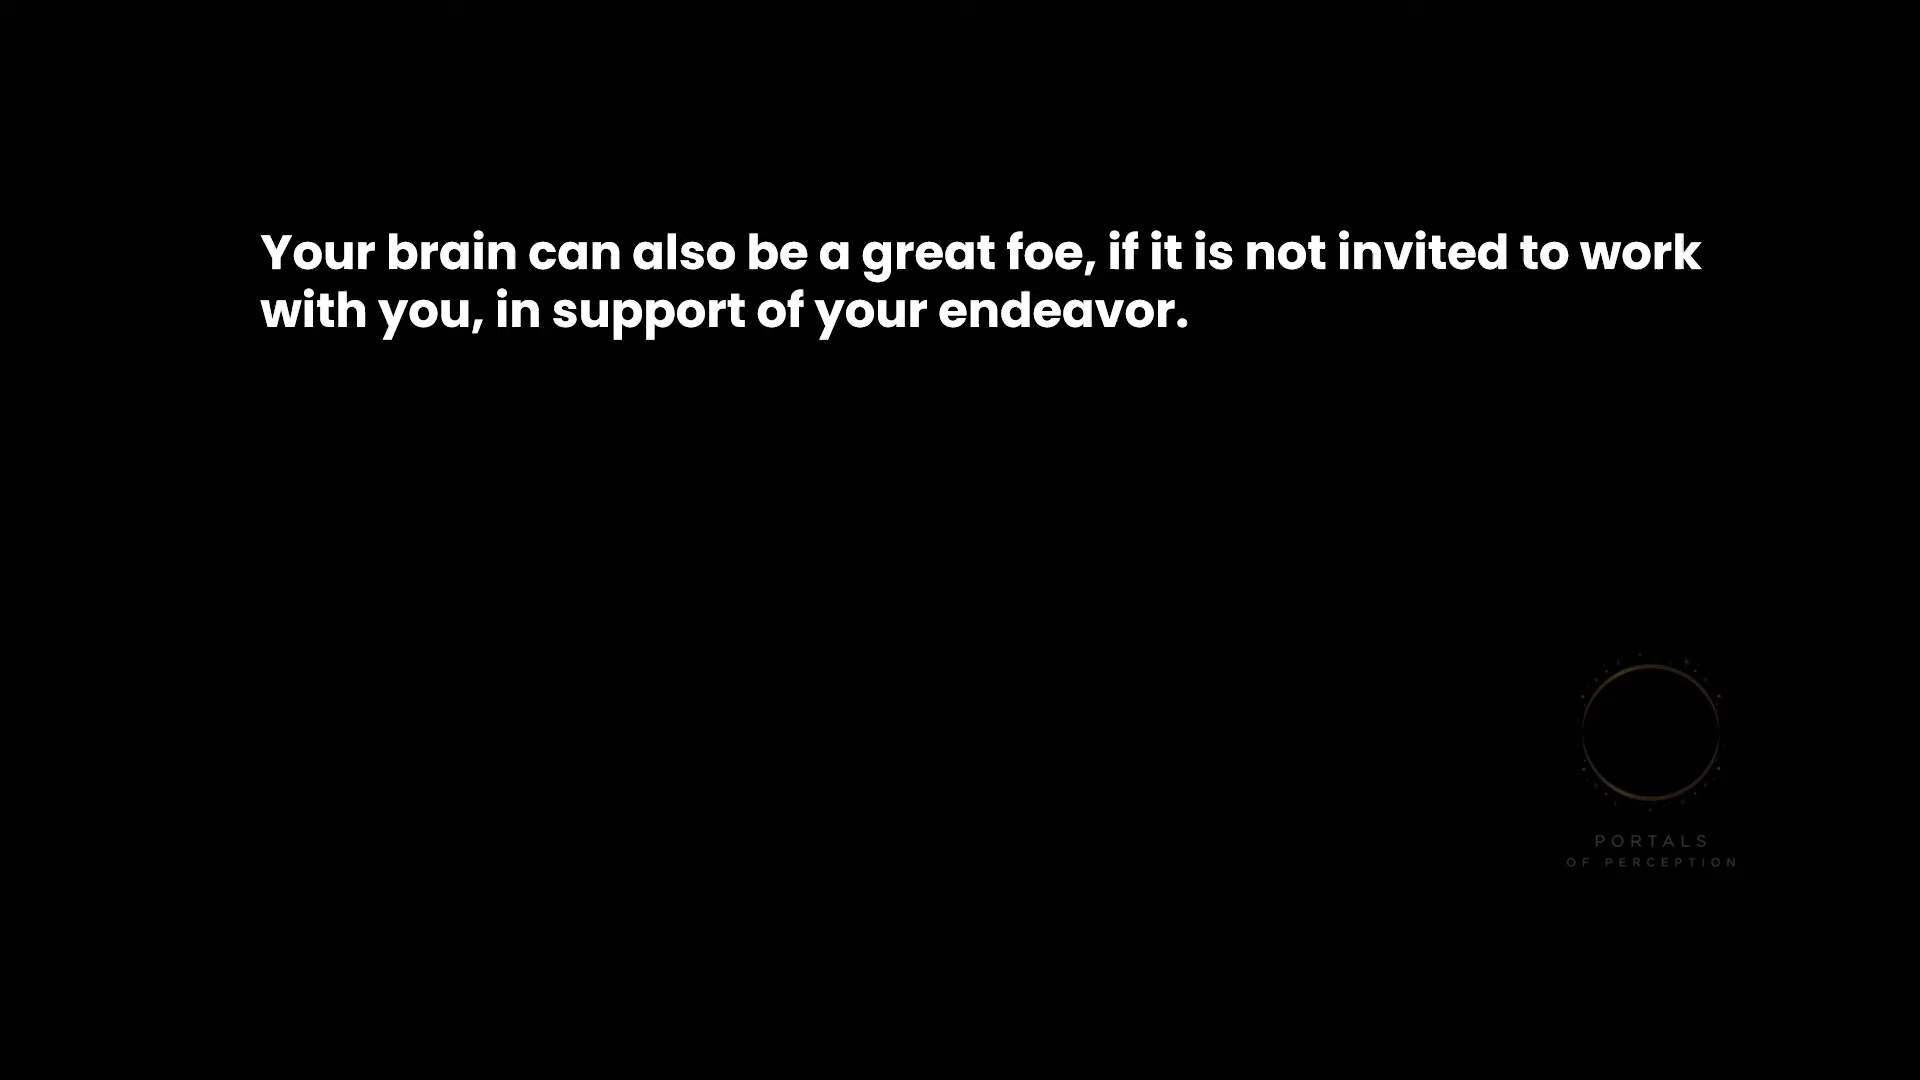 Your brain can also be a great foe, if it is not invited to work
with you, in support of your endeavor.
PORTALS
OF PERCEPTION